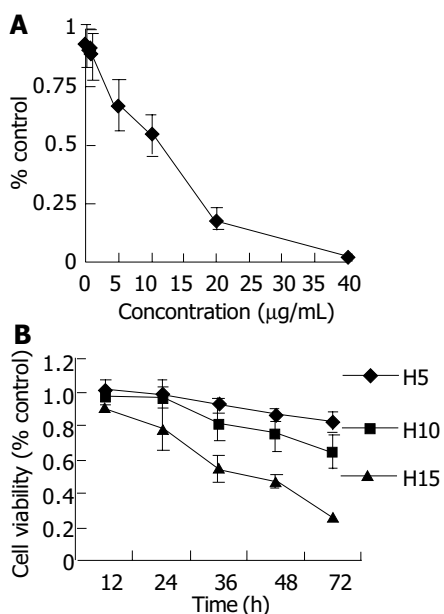 A
1
0.75
0.5
0.25
0
% control
0 5 10 15 20 25 30 35 40
Concontration (μg/mL)
B
1.2
1.0
0.8
0.6
0.4
0.2
0
Cell viability (% control)
12 24 36 48 72
Time (h)
H5
H10
H15